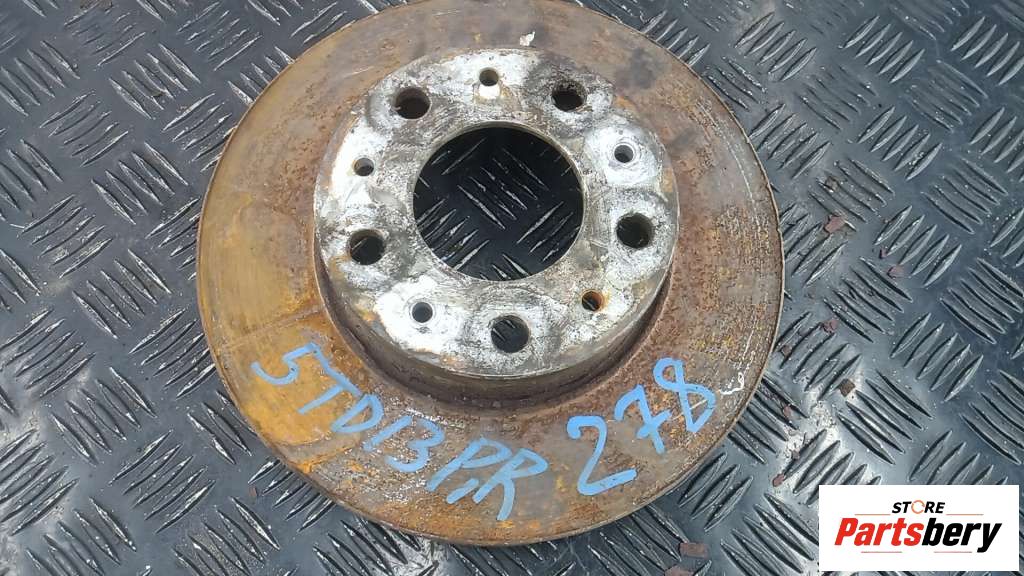 5TD13 P,R 278
STORE
Partsbery